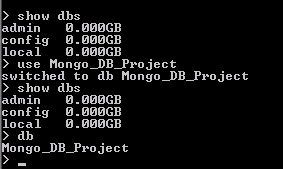 > show dbs
admin   0.000GB
config  0.000GB
local   0.000GB
> use Mongo_DB_Project
switched to db Mongo_DB_Project
> show dbs
admin   0.000GB
config  0.000GB
local   0.000GB
> db
Mongo_DB_Project
> _